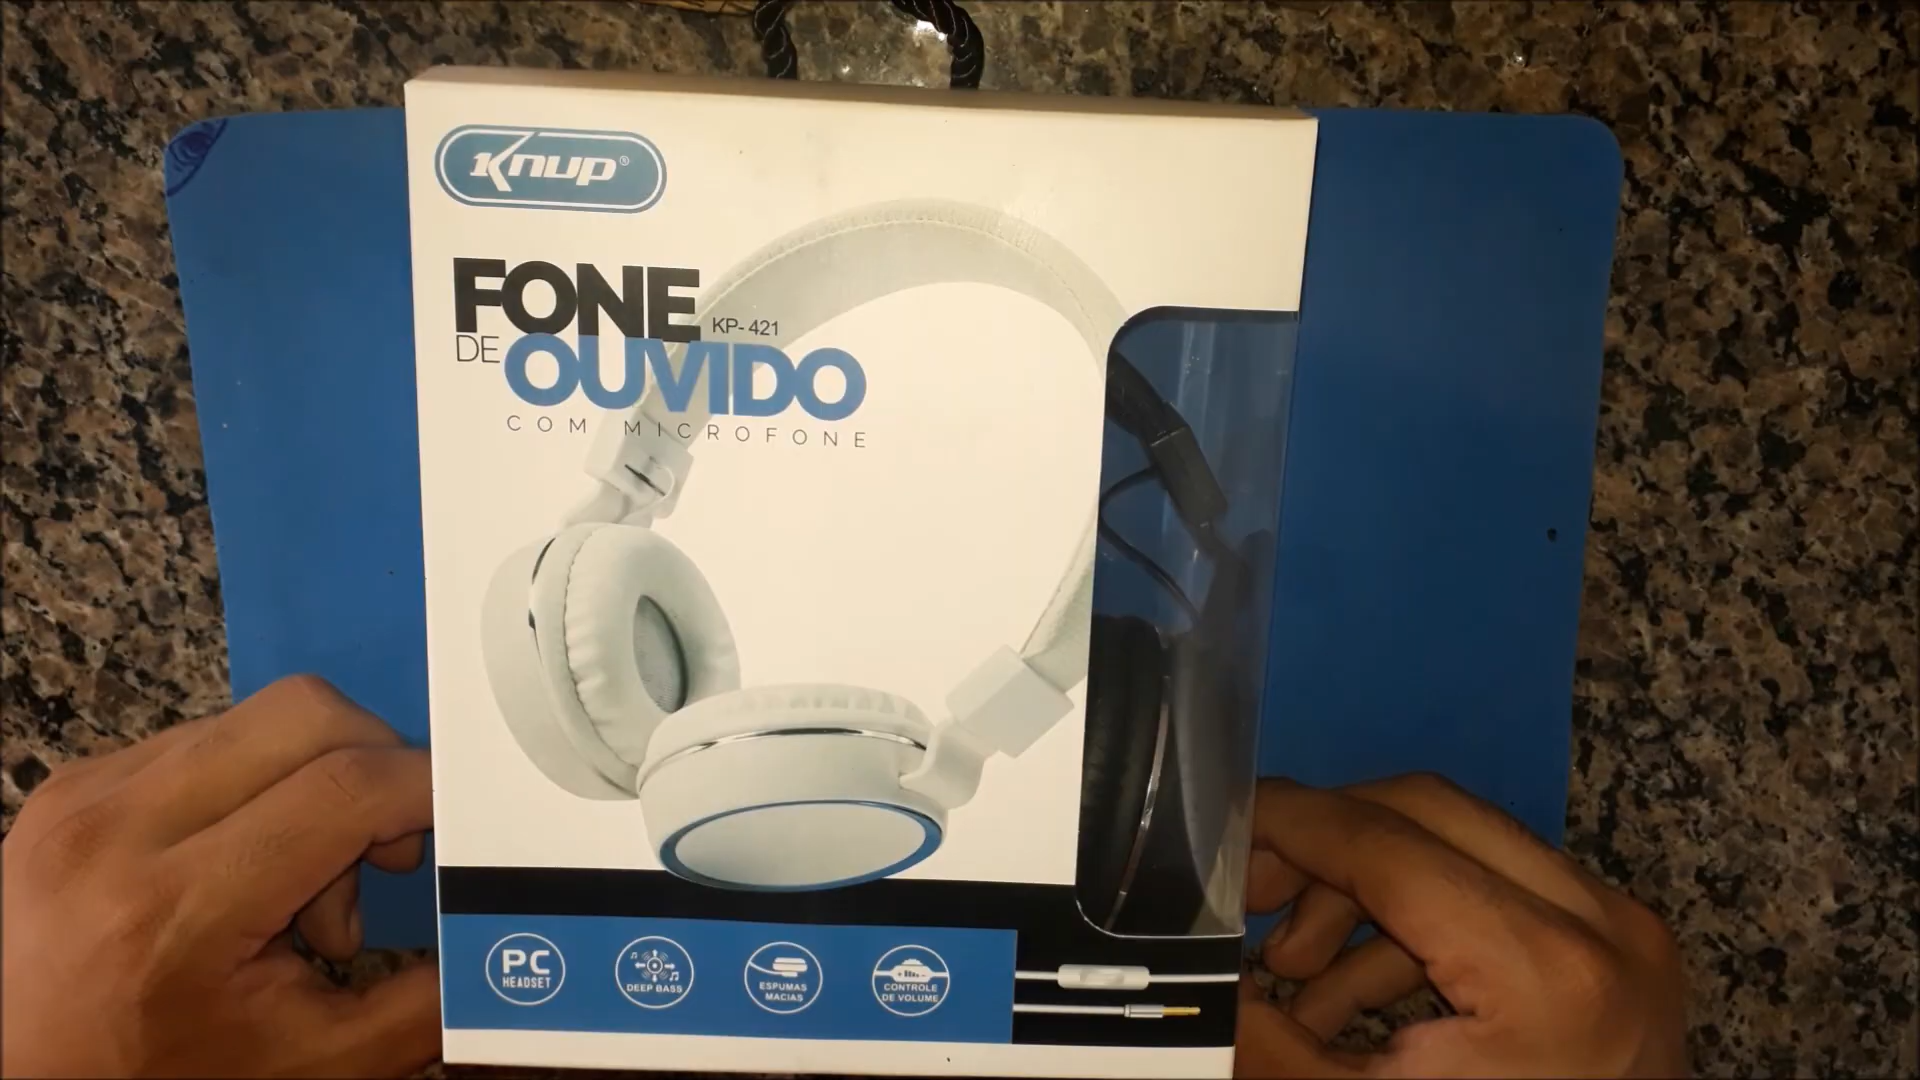 Knup®
FONE
KP-421
DE OUVIDO
COM MICROFONE
PC
HEADSET
DEEP BASS
ESPUMAS
MACIAS
CONTROLE
DE VOLUME